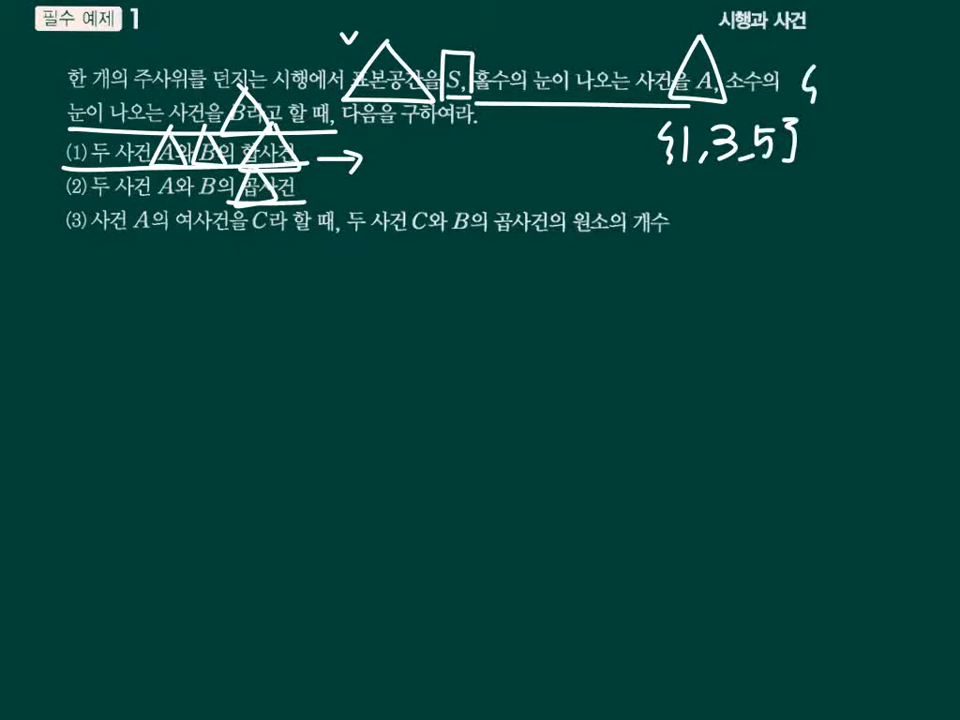 필수 예제 1
시행과 사건
한 개의 주사위를 던지는 시행에서 표본공간을 S, 홀수의 눈이 나오는 사건을 A, 소수의 {
눈이 나오는 사건을 B라고 할 때, 다음을 구하여라.
{1, 3, 5}
(1) 두 사건 A와 B의 합사건 →
(2) 두 사건 A와 B의 곱사건
(3) 사건 A의 여사건을 C라 할 때, 두 사건 C와 B의 곱사건의 원소의 개수